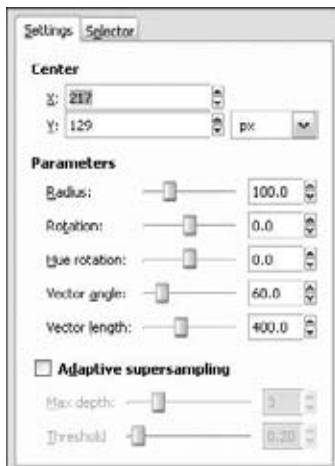 Settings Selector
Center
X: 217
Y: 129 px
Parameters
Radius: 100.0
Rotation: 0.0
Hue rotation: 0.0
Vector angle: 60.0
Vector length: 400.0
Adaptive supersampling
Max depth: 3
Threshold 0.20